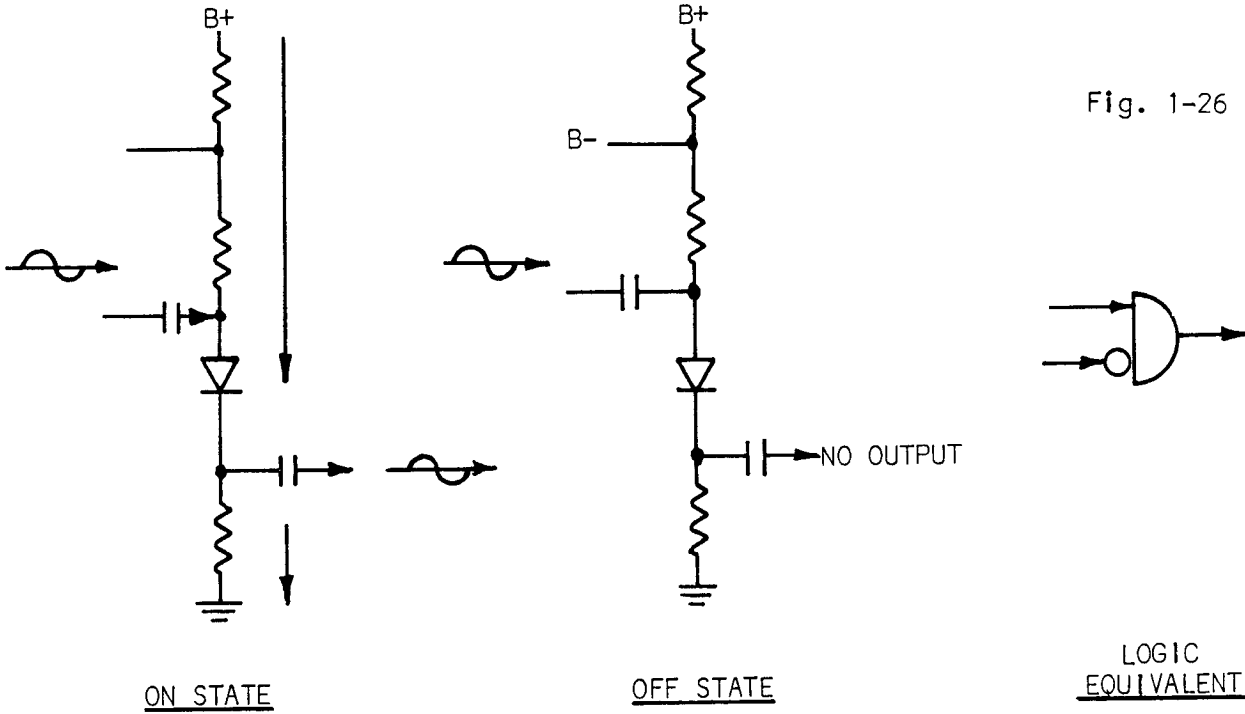 B+
B+
Fig. 1-26
B-
NO OUTPUT
ON STATE
OFF STATE
LOGIC
EQUIVALENT